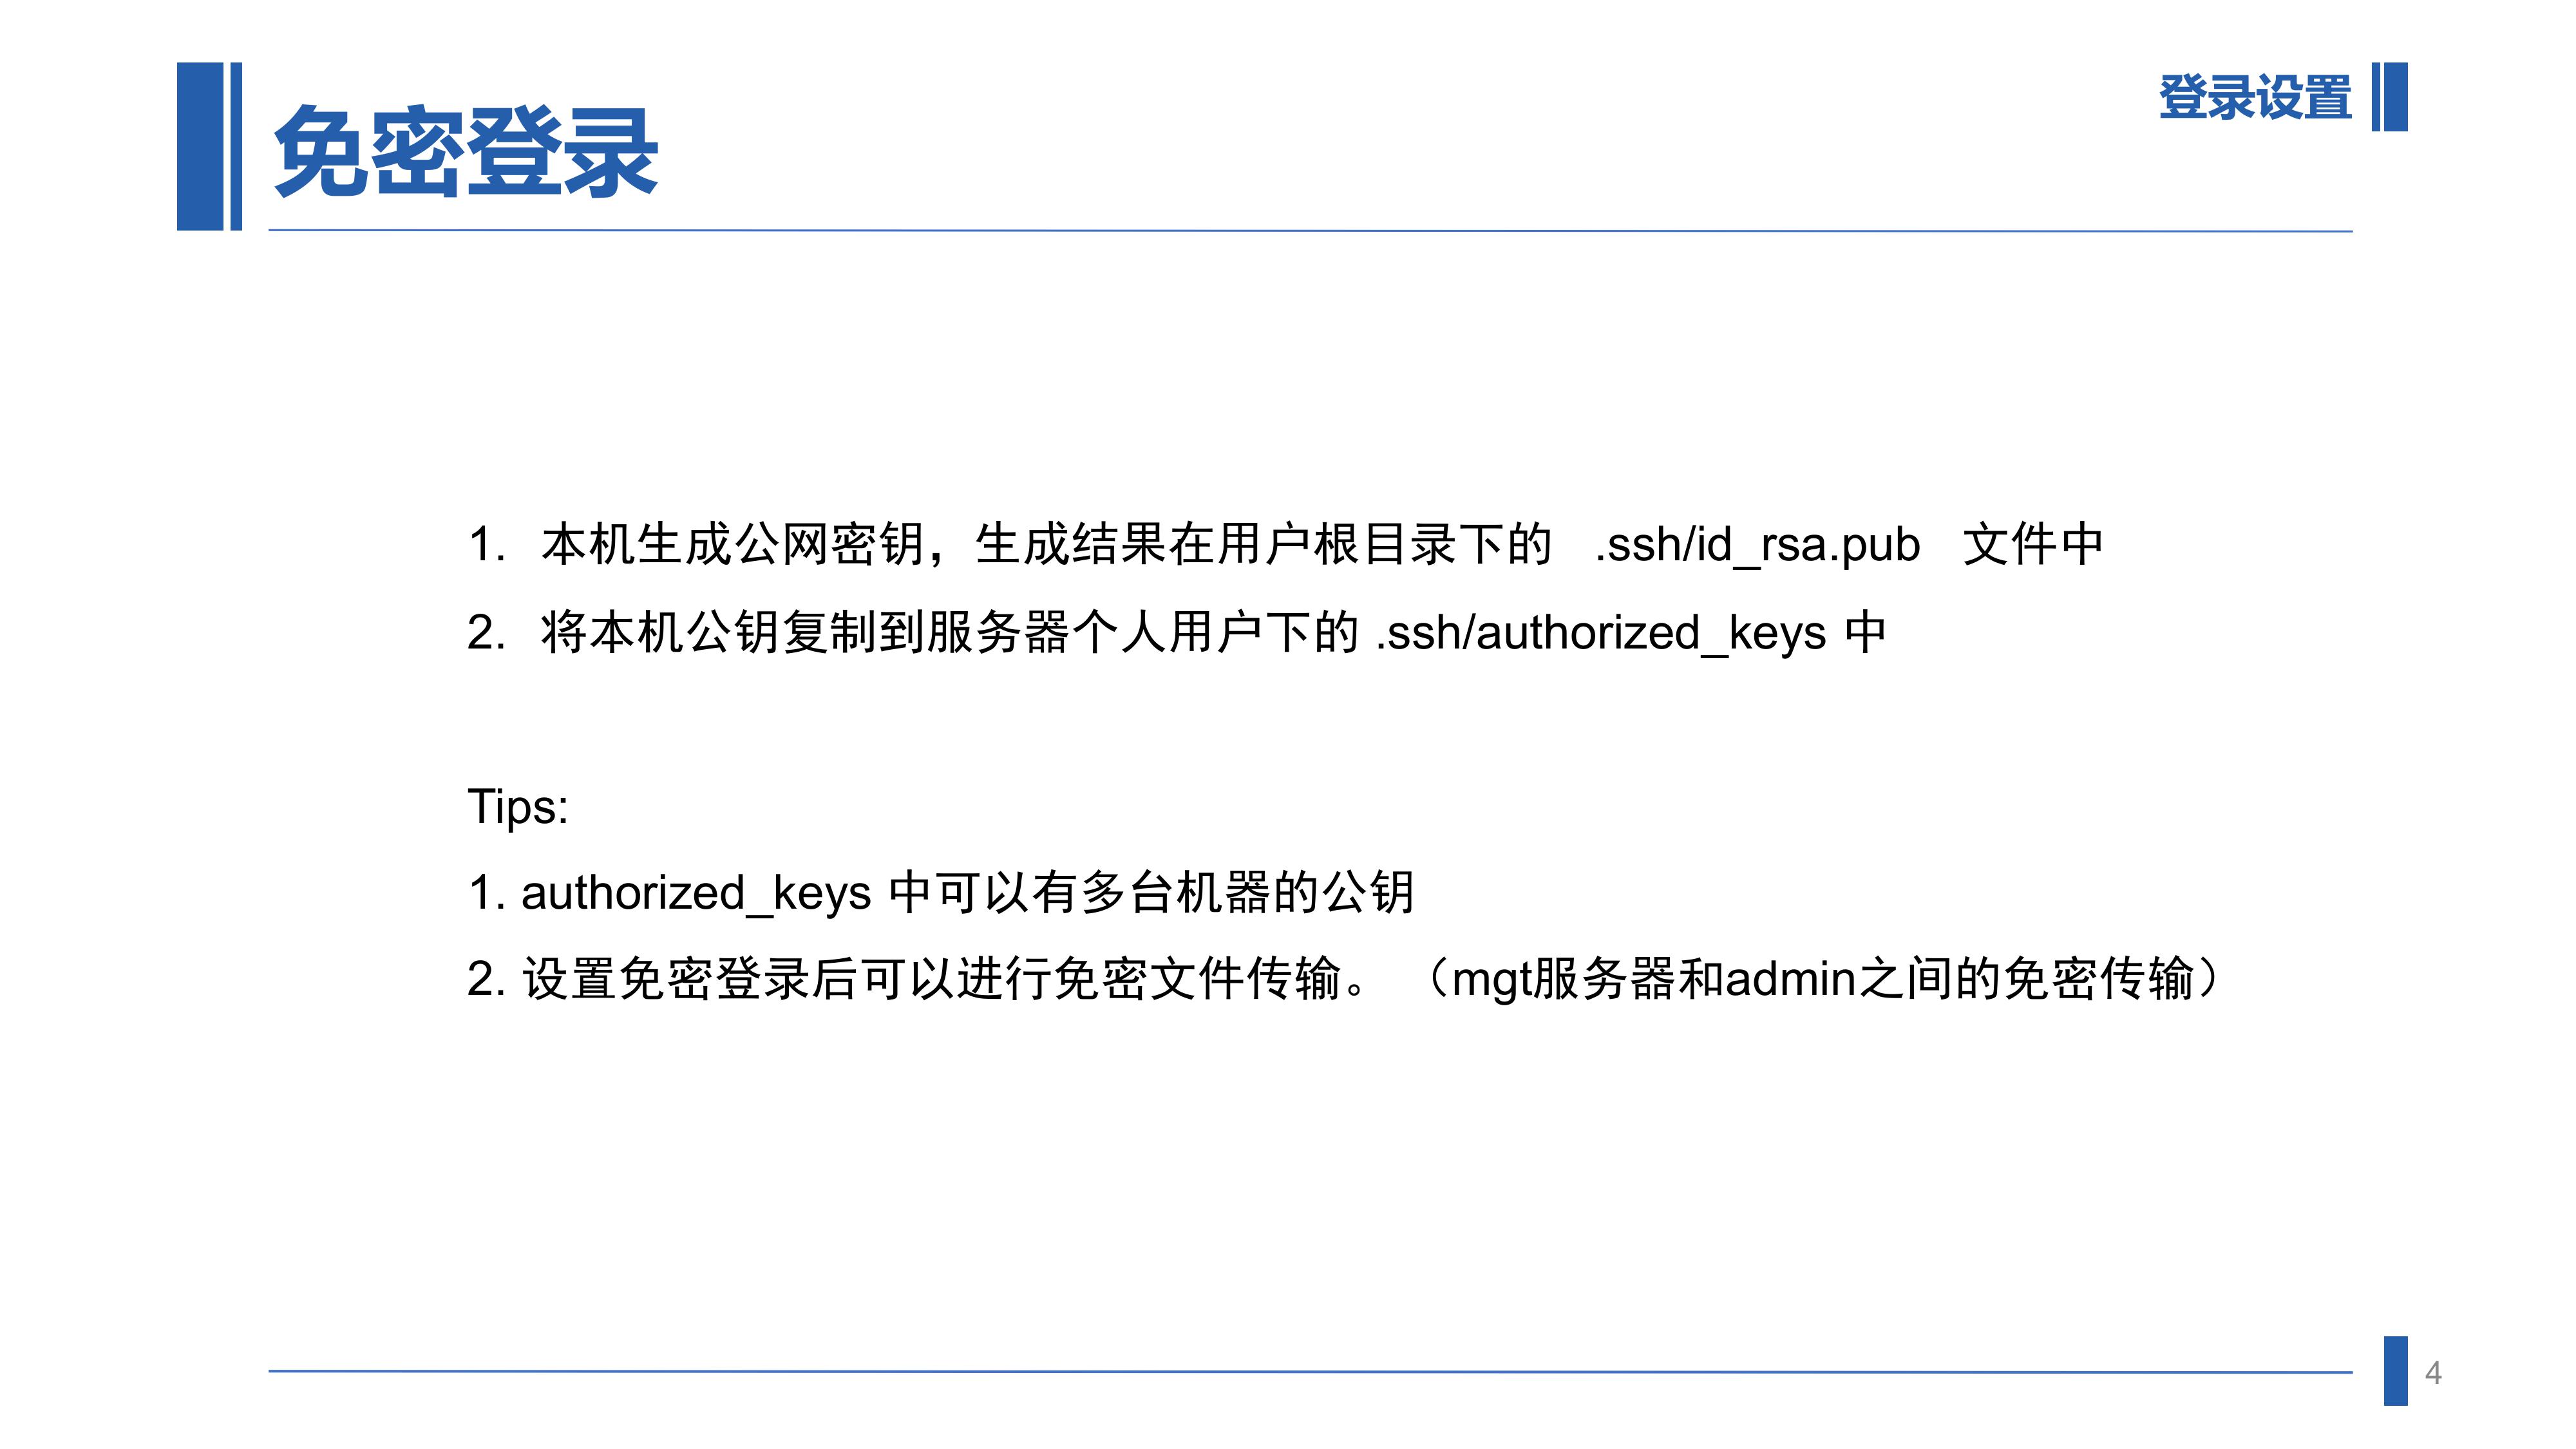 登录设置
免密登录
1. 本机生成公网密钥，生成结果在用户根目录下的 .ssh/id_rsa.pub 文件中
2. 将本机公钥复制到服务器个人用户下的 .ssh/authorized_keys 中
Tips:
1. authorized_keys 中可以有多台机器的公钥
2. 设置免密登录后可以进行免密文件传输。（mgt服务器和admin之间的免密传输）
4